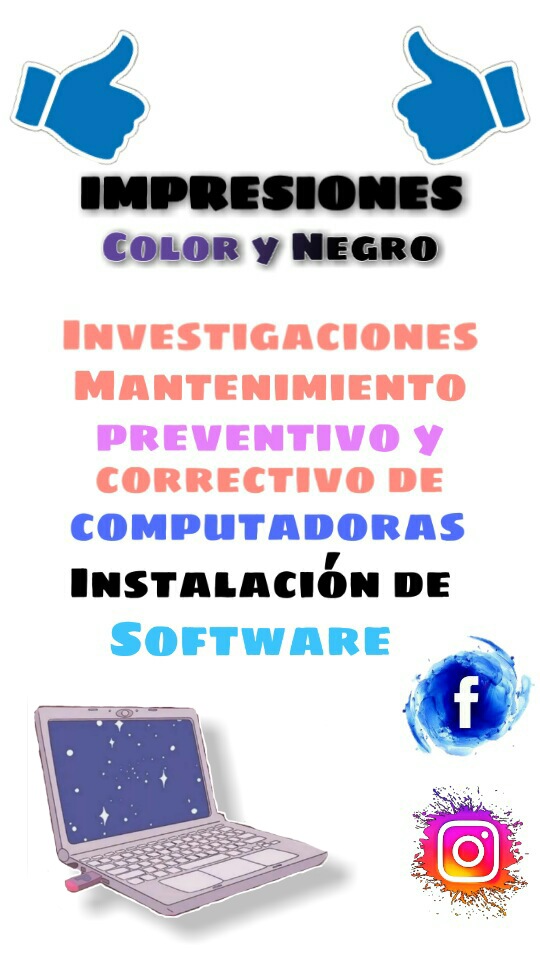 IMPRESIONES
COLOR Y NEGRO
INVESTIGACIONES
MANTENIMIENTO
PREVENTIVO Y
CORRECTIVO DE
COMPUTADORAS
INSTALACIÓN DE
SOFTWARE
f